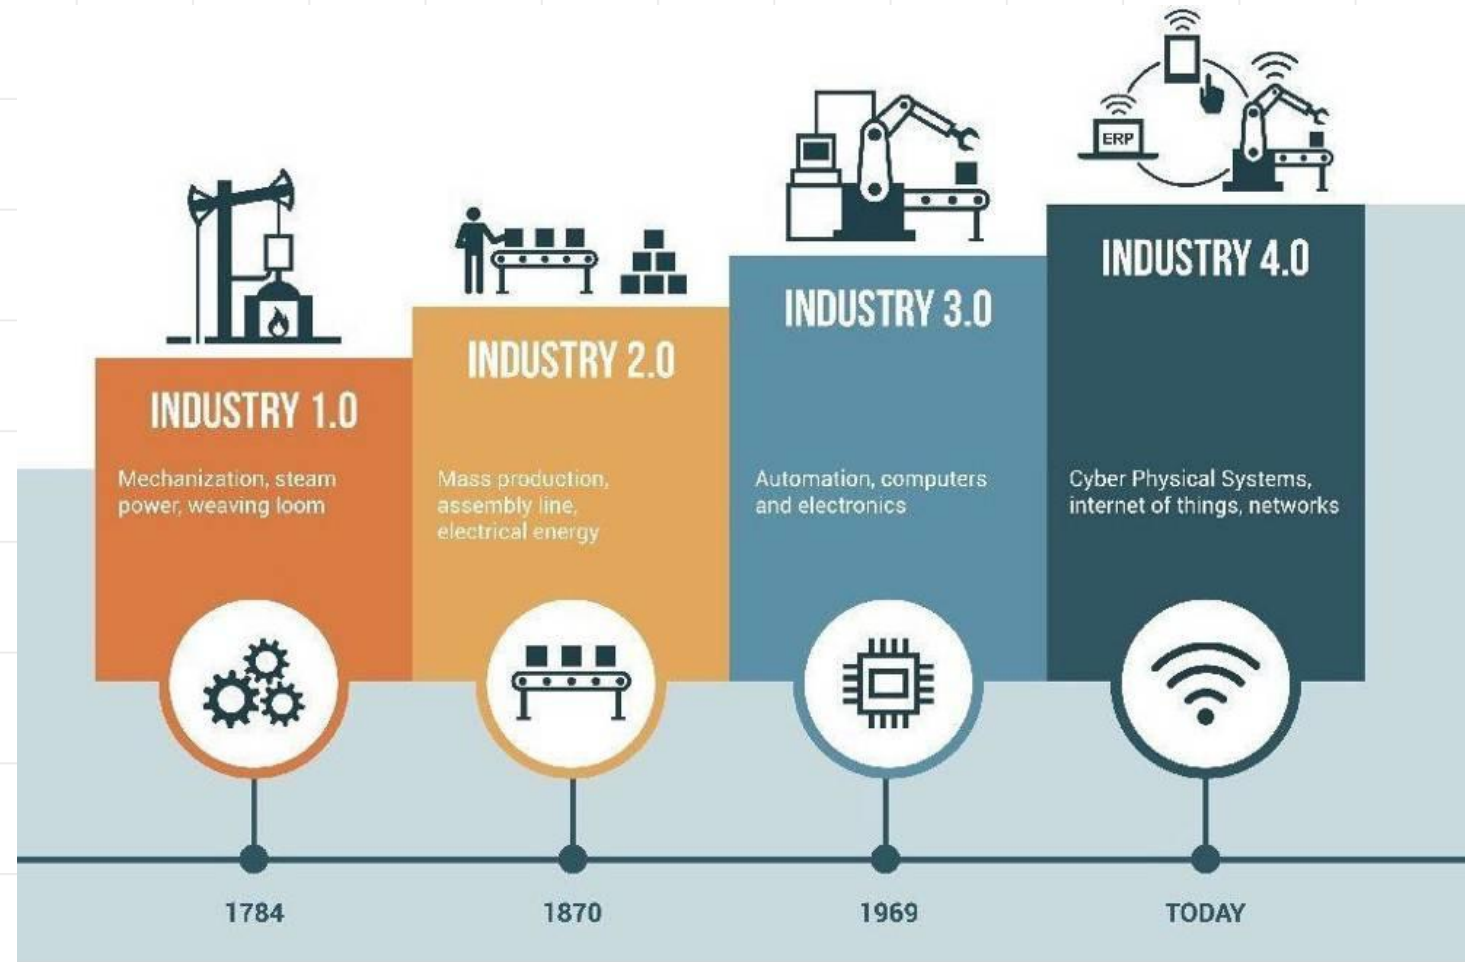 ERP
INDUSTRY 1.0
Mechanization, steam
power, weaving loom
1784
INDUSTRY 2.0
Mass production,
assembly line,
electrical energy
1870
INDUSTRY 3.0
Automation, computers
and electronics
1969
INDUSTRY 4.0
Cyber Physical Systems,
internet of things, networks
TODAY